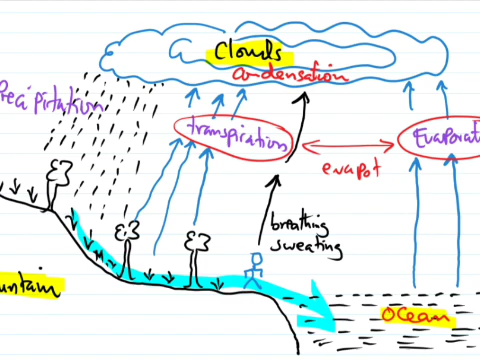 Clouds
Condensation
Precipitation
transpiration
Evaporat
evapot
breathing
sweating
untain
Ocean